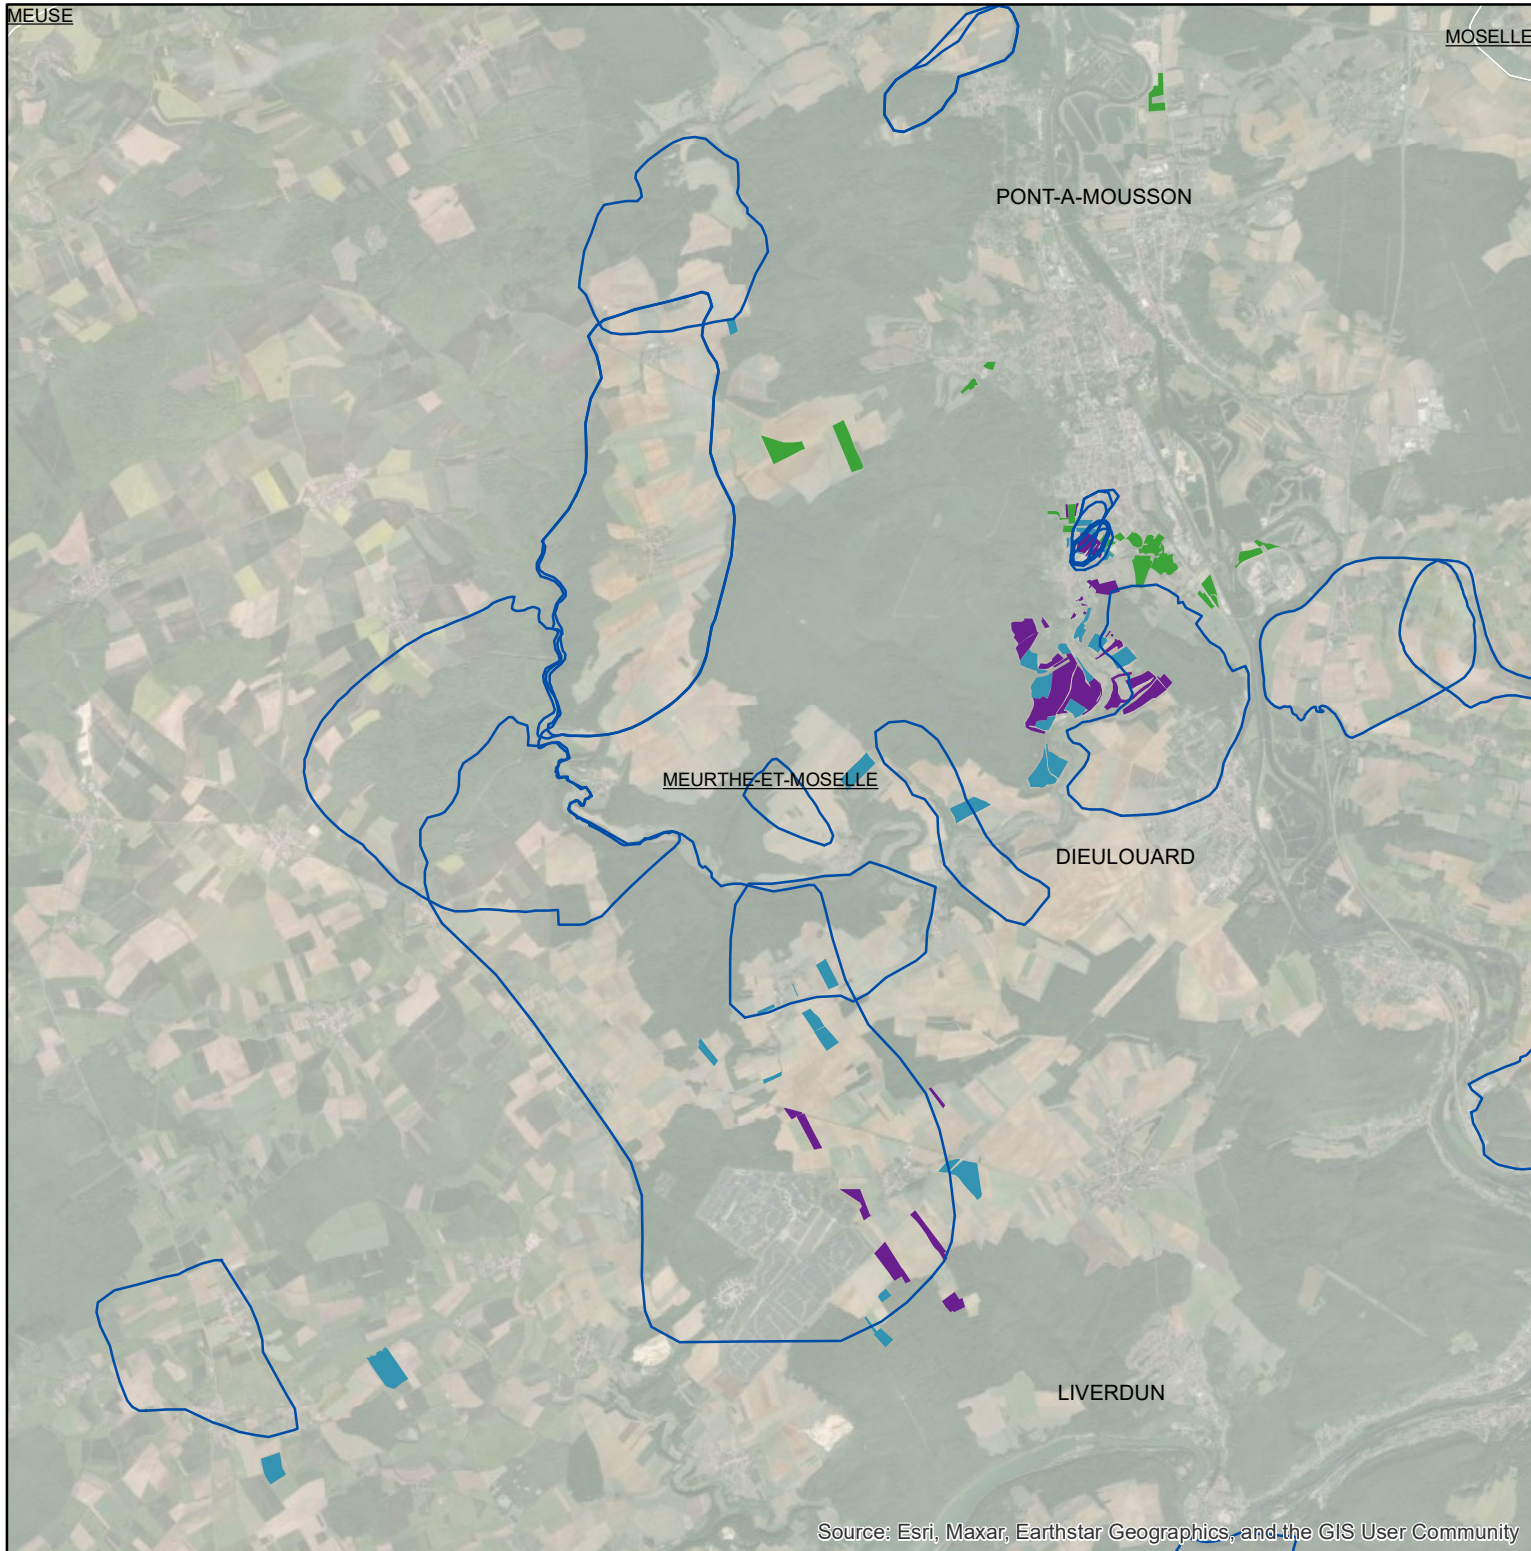 MEUSE
MOSELLE
PONT-A-MOUSSON
MEURTHE-ET-MOSELLE
DIEULOUARD
LIVERDUN
Source: Esri, Maxar, Earthstar Geographics, and the GIS User Community